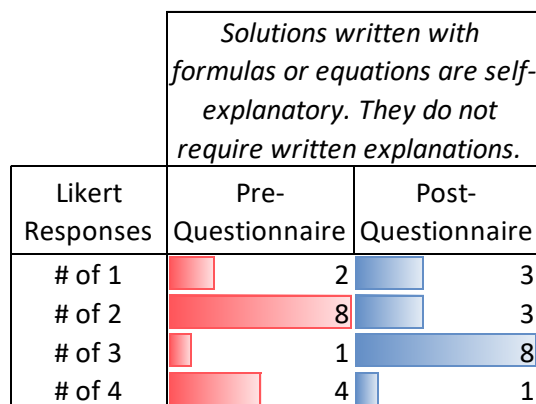 Solutions written with
formulas or equations are self-
explanatory. They do not
require written explanations.
Likert Pre- Post-
Responses Questionnaire Questionnaire
# of 1 2 3
# of 2 8 3
# of 3 1 8
# of 4 4 1